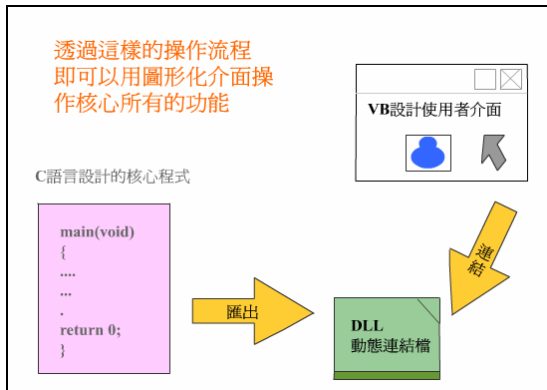 透過這樣的操作流程
即可以用圖形化介面操
作核心所有的功能
VB設計使用者介面
C語言設計的核心程式
main(void)
{
....
...
.
return 0;
}
匯出
連結
DLL
動態連結檔